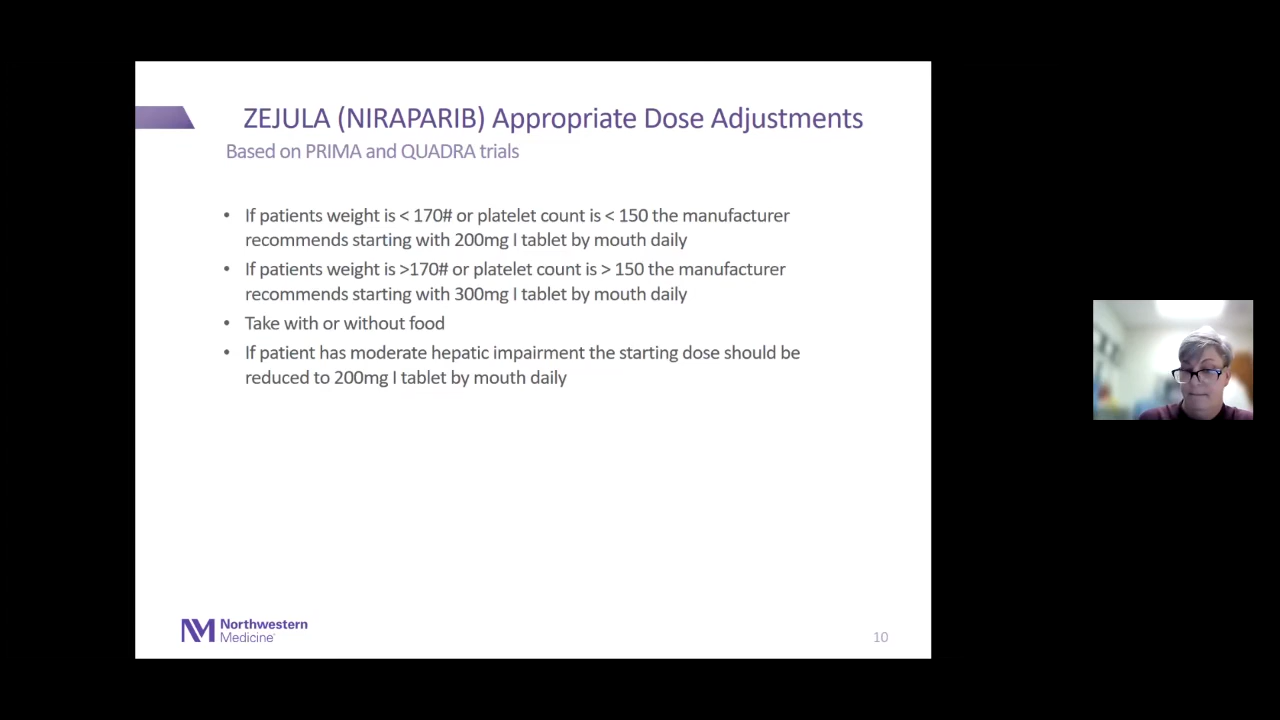 ZEJULA (NIRAPARIB) Appropriate Dose Adjustments
Based on PRIMA and QUADRA trials
• If patients weight is < 170# or platelet count is < 150 the manufacturer
recommends starting with 200mg I tablet by mouth daily
• If patients weight is >170# or platelet count is > 150 the manufacturer
recommends starting with 300mg I tablet by mouth daily
• Take with or without food
• If patient has moderate hepatic impairment the starting dose should be
reduced to 200mg I tablet by mouth daily
NM Northwestern
Medicine
10